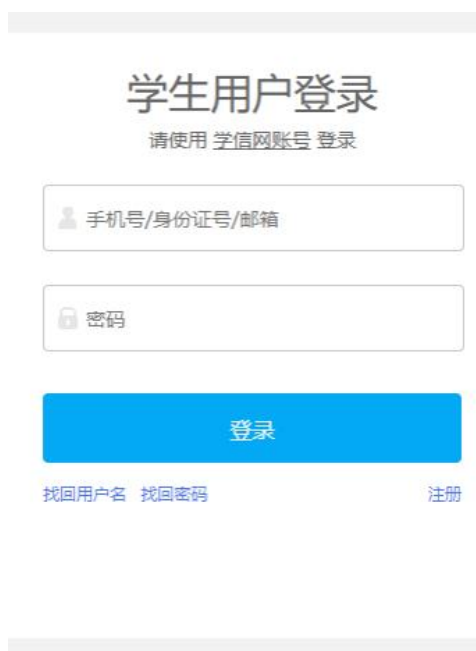 学生用户登录
请使用 学信网账号 登录
手机号/身份证号/邮箱
密码
登录
找回用户名 找回密码 注册